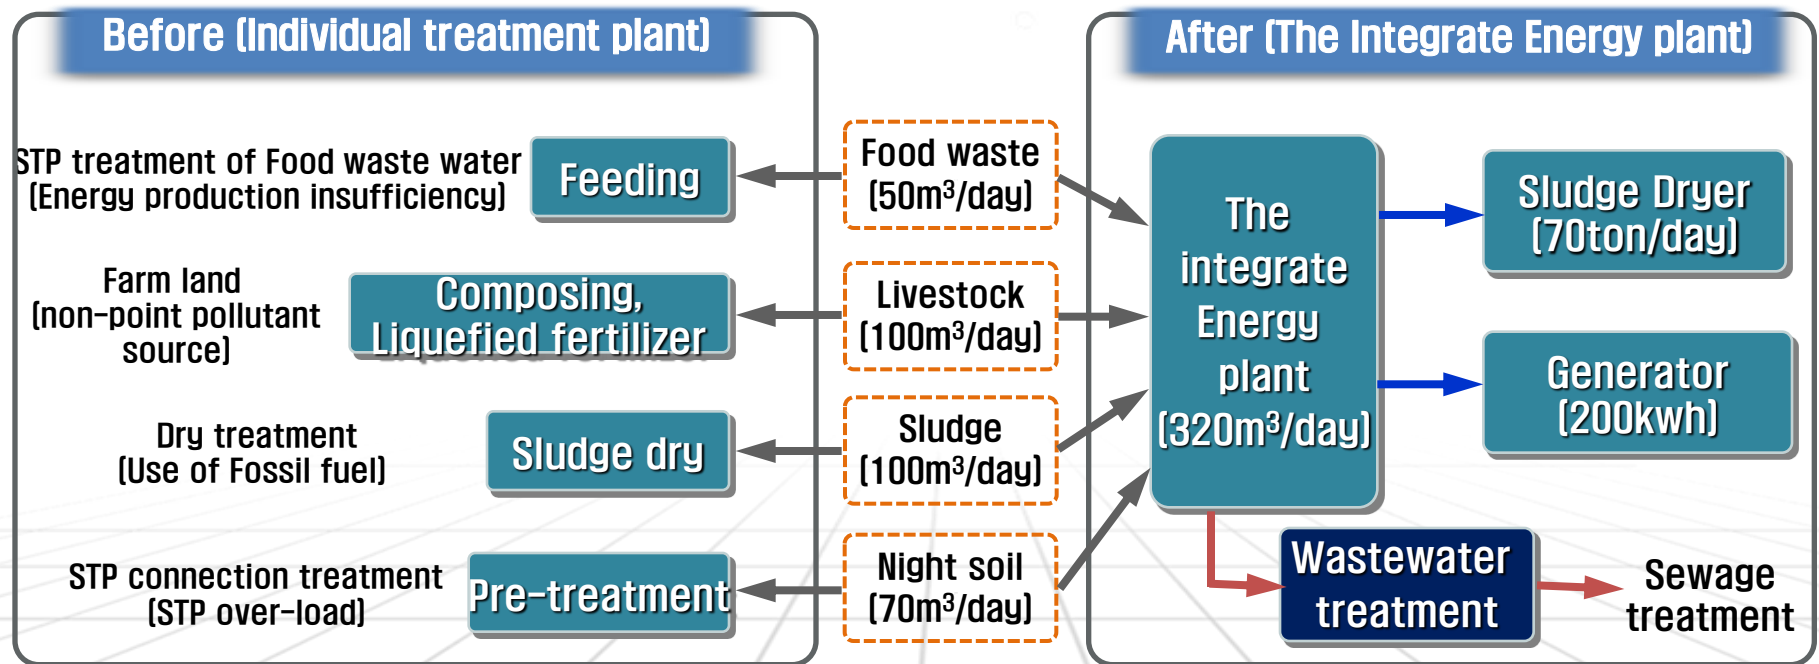 Before (Individual treatment plant)
After (The Integrate Energy plant)
STP treatment of Food waste water
(Energy production insufficiency)
Feeding
Food waste
(50m³/day)
Farm land
(non-point pollutant
source)
Composing,
Liquefied fertilizer
Livestock
(100m³/day)
Dry treatment
(Use of Fossil fuel)
Sludge dry
Sludge
(100m³/day)
STP connection treatment
(STP over-load)
Pre-treatment
Night soil
(70m³/day)
The
integrate
Energy
plant
(320m³/day)
Sludge Dryer
(70ton/day)
Generator
(200kwh)
Wastewater
treatment
Sewage
treatment